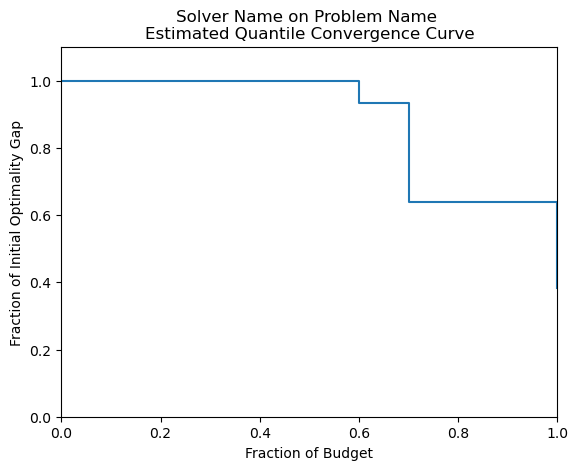 Solver Name on Problem Name
Estimated Quantile Convergence Curve
Fraction of Initial Optimality Gap
1.0
0.8
0.6
0.4
0.2
0.0
0.0 0.2 0.4 0.6 0.8 1.0
Fraction of Budget